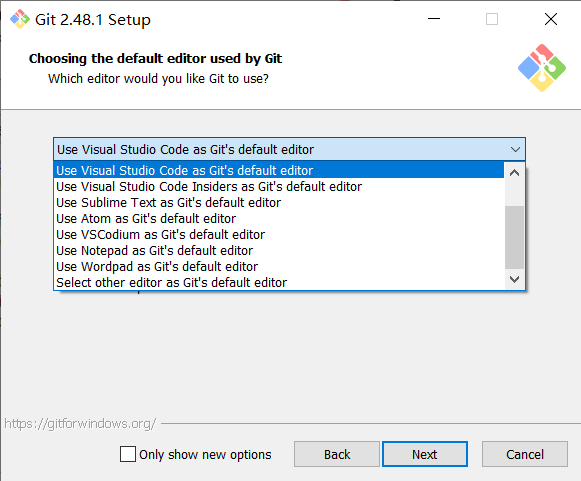 Git 2.48.1 Setup
Choosing the default editor used by Git
Which editor would you like Git to use?
Use Visual Studio Code as Git's default editor
Use Visual Studio Code as Git's default editor
Use Visual Studio Code Insiders as Git's default editor
Use Sublime Text as Git's default editor
Use Atom as Git's default editor
Use VSCodium as Git's default editor
Use Notepad as Git's default editor
Use Wordpad as Git's default editor
Select other editor as Git's default editor
https://gitforwindows.org/
Only show new options
Back
Next
Cancel